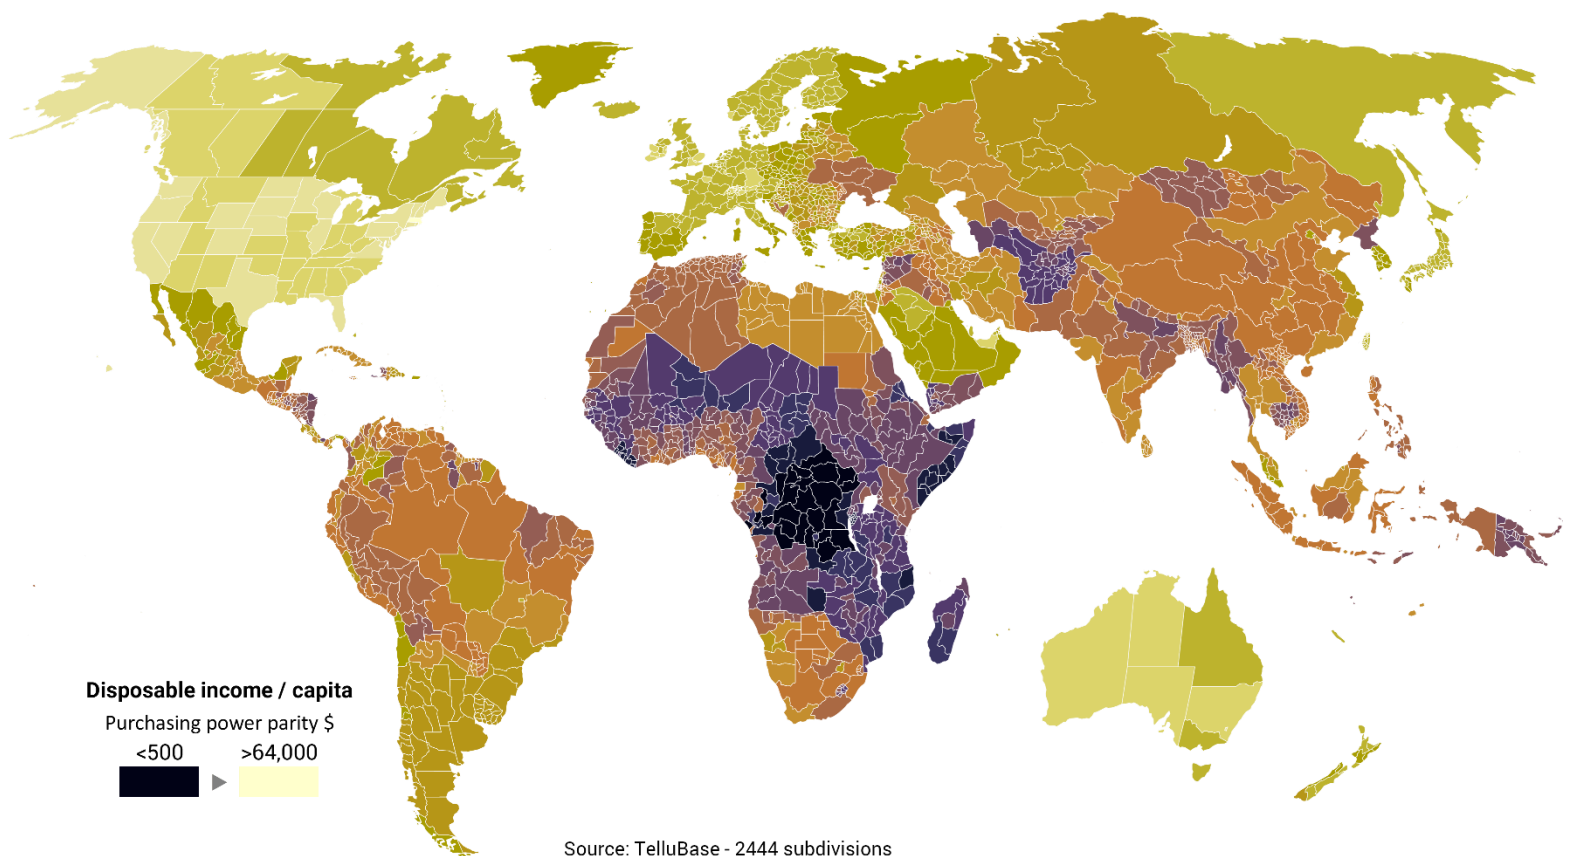 Disposable income / capita
Purchasing power parity $
<500 >64,000
Source: TelluBase - 2444 subdivisions